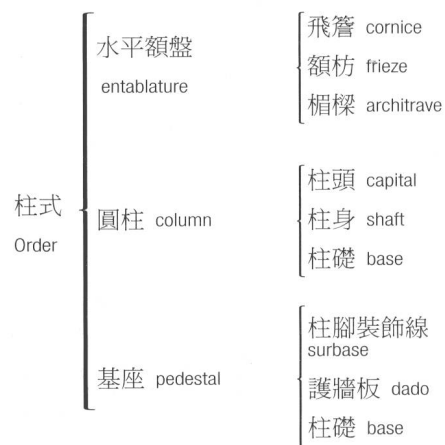 柱式
Order
水平額盤
entablature
飛簷 cornice
額枋 frieze
楣樑 architrave
圓柱 column
柱頭 capital
柱身 shaft
柱礎 base
基座 pedestal
柱腳裝飾線
surbase
護牆板 dado
柱礎 base